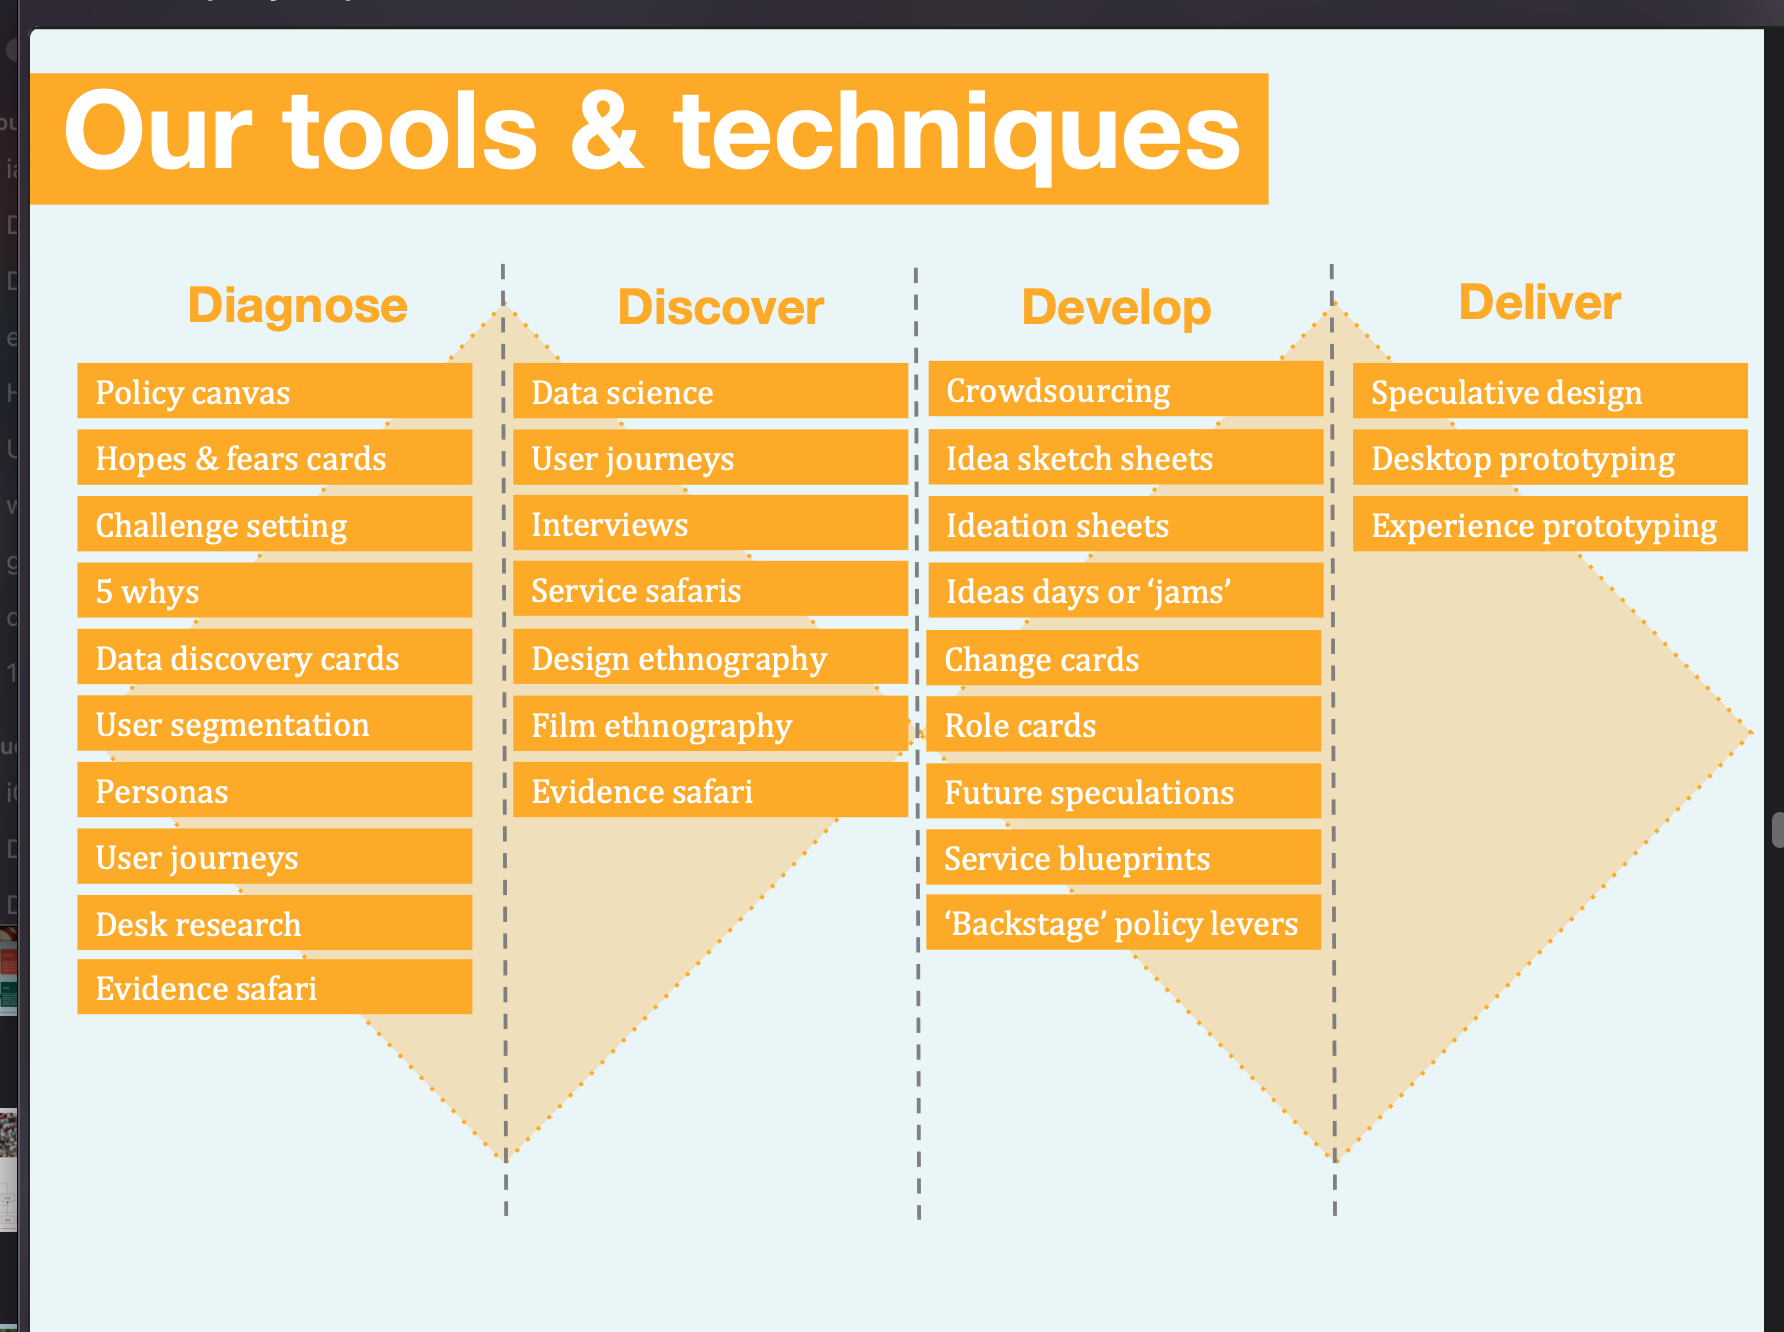 Our tools & techniques
Diagnose
Policy canvas
Hopes & fears cards
Challenge setting
5 whys
Data discovery cards
User segmentation
Personas
User journeys
Desk research
Evidence safari
Discover
Data science
User journeys
Interviews
Service safaris
Design ethnography
Film ethnography
Evidence safari
Develop
Crowdsourcing
Idea sketch sheets
Ideation sheets
Ideas days or ‘jams’
Change cards
Role cards
Future speculations
Service blueprints
‘Backstage’ policy levers
Deliver
Speculative design
Desktop prototyping
Experience prototyping